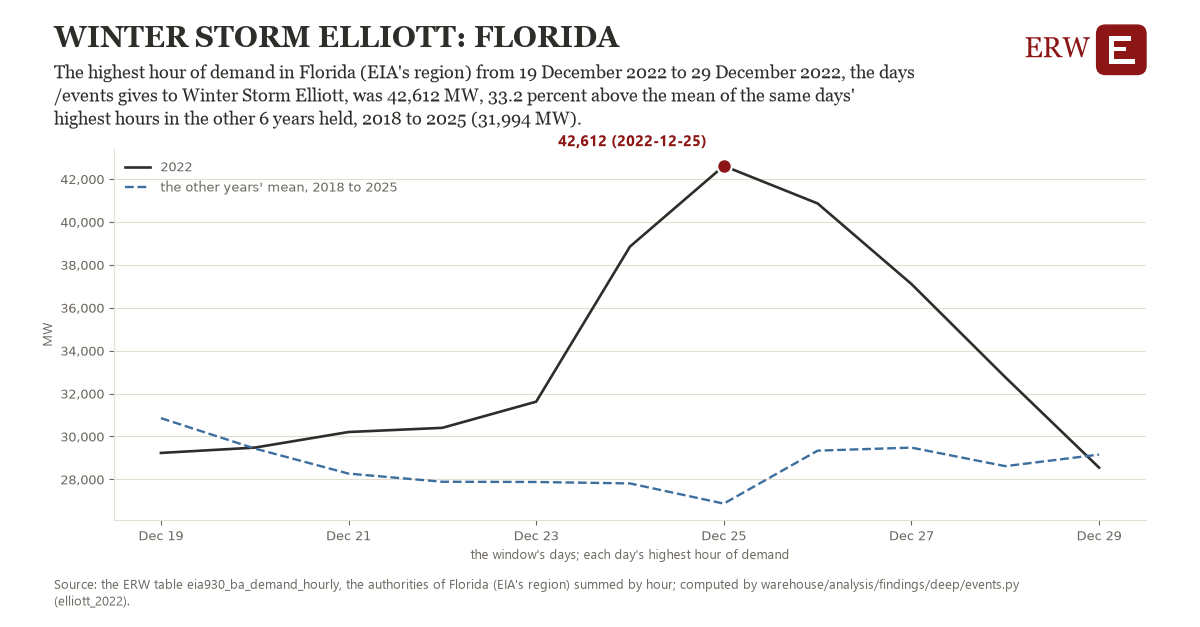 WINTER STORM ELLIOTT: FLORIDA
ERW E
The highest hour of demand in Florida (EIA's region) from 19 December 2022 to 29 December 2022, the days
/events gives to Winter Storm Elliott, was 42,612 MW, 33.2 percent above the mean of the same days'
highest hours in the other 6 years held, 2018 to 2025 (31,994 MW).
42,612 (2022-12-25)
2022
the other years' mean, 2018 to 2025
42,000
40,000
38,000
36,000
34,000
32,000
30,000
28,000
MW
Dec 19 Dec 21 Dec 23 Dec 25 Dec 27 Dec 29
the window's days; each day's highest hour of demand
Source: the ERW table eia930_ba_demand_hourly, the authorities of Florida (EIA's region) summed by hour; computed by warehouse/analysis/findings/deep/events.py
(elliott_2022).